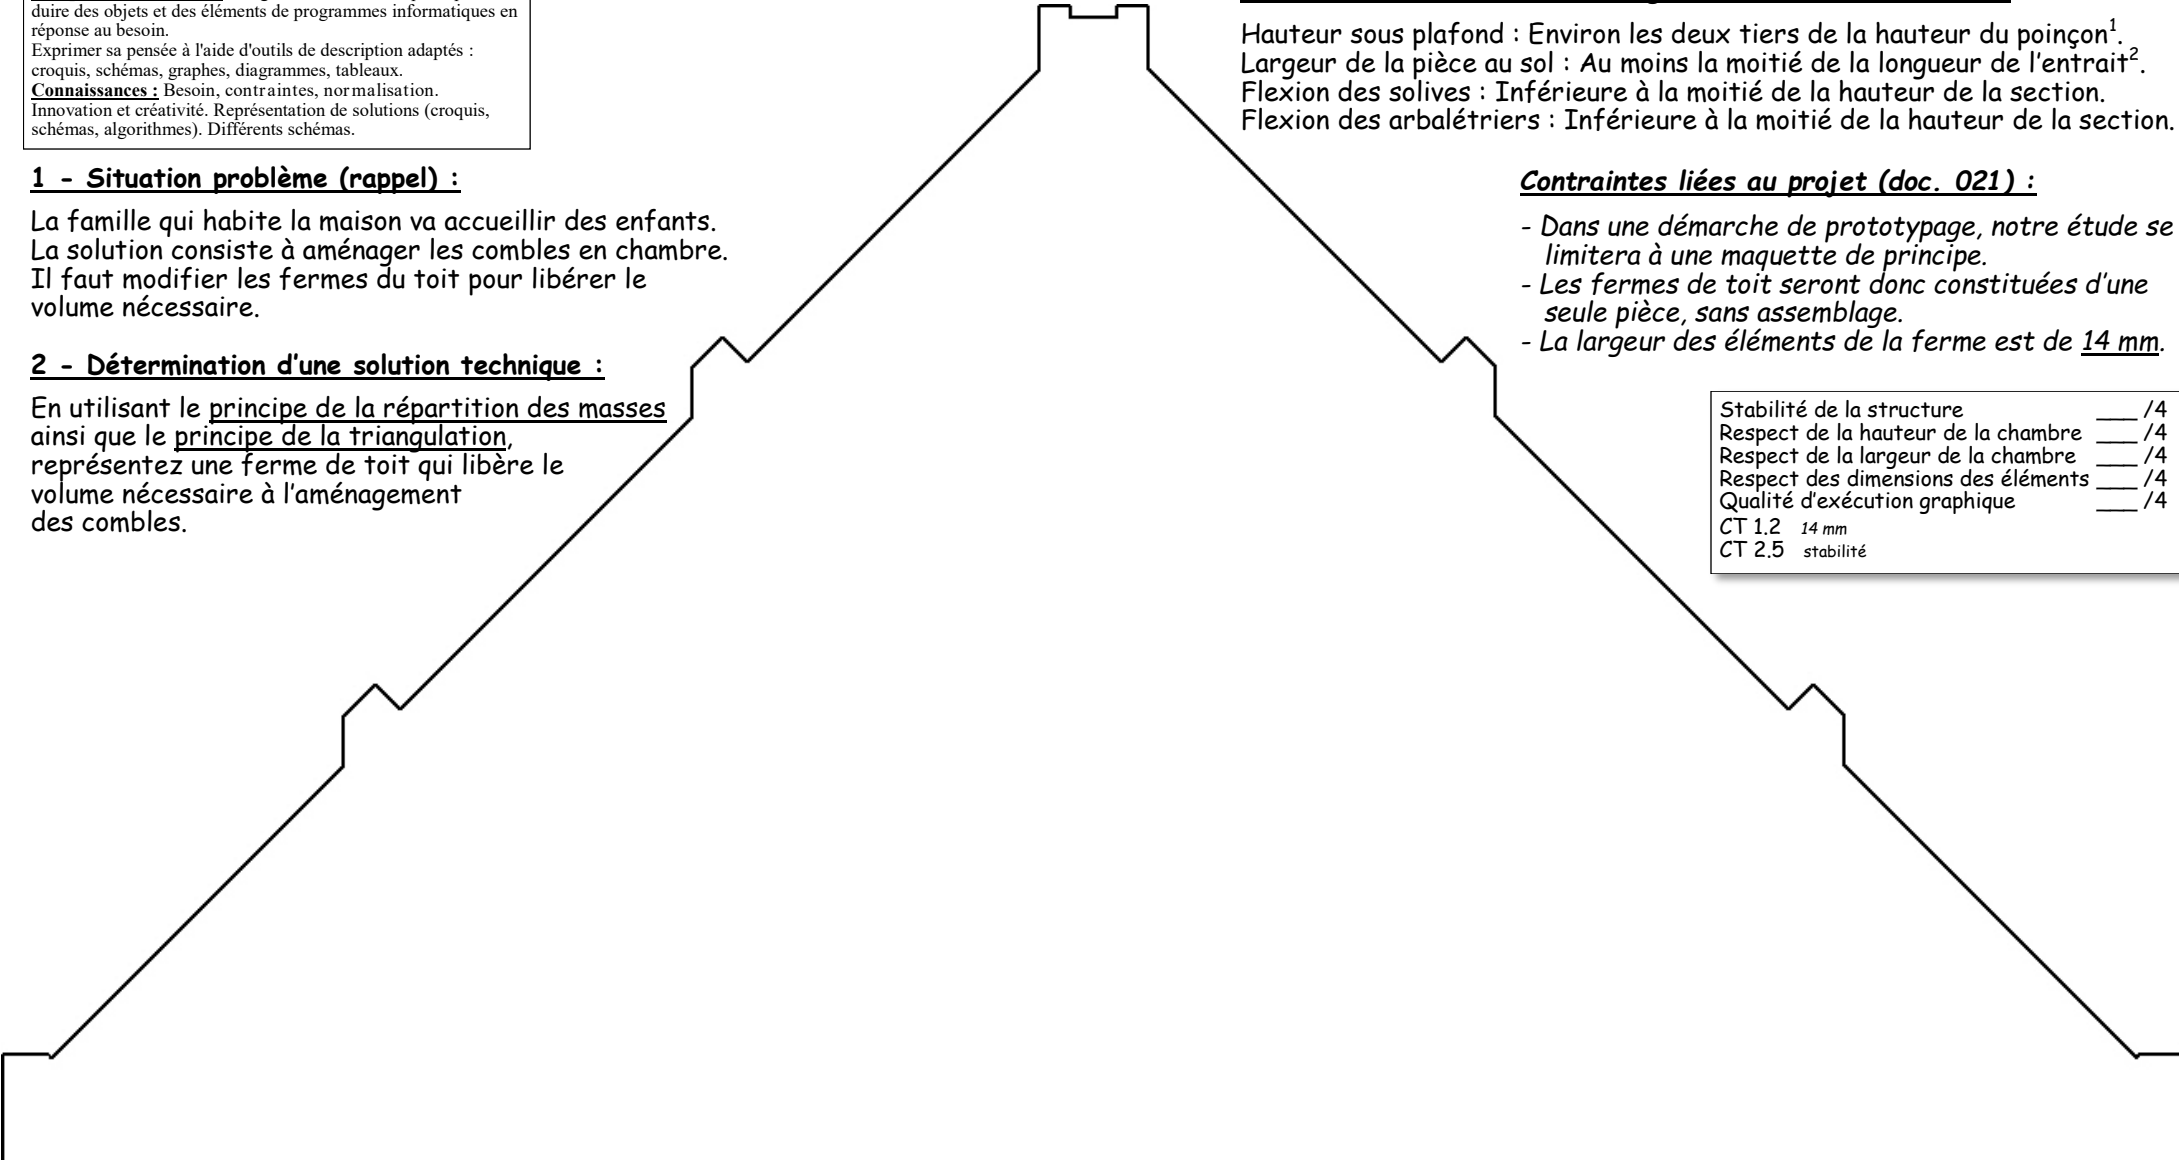 duire des objets et des éléments de programmes informatiques en
réponse au besoin.
Exprimer sa pensée à l'aide d'outils de description adaptés :
croquis, schémas, graphes, diagrammes, tableaux.
Connaissances : Besoin, contraintes, normalisation.
Innovation et créativité. Représentation de solutions (croquis,
schémas, algorithmes). Différents schémas.
1 - Situation problème (rappel) :
La famille qui habite la maison va accueillir des enfants.
La solution consiste à aménager les combles en chambre.
Il faut modifier les fermes du toit pour libérer le
volume nécessaire.
2 - Détermination d'une solution technique :
En utilisant le principe de la répartition des masses
ainsi que le principe de la triangulation,
représentez une ferme de toit qui libère le
volume nécessaire à l'aménagement
des combles.
Hauteur sous plafond : Environ les deux tiers de la hauteur du poinçon¹.
Largeur de la pièce au sol : Au moins la moitié de la longueur de l'entrait².
Flexion des solives : Inférieure à la moitié de la hauteur de la section.
Flexion des arbalétriers : Inférieure à la moitié de la hauteur de la section.
Contraintes liées au projet (doc. 021) :
- Dans une démarche de prototypage, notre étude se
limitera à une maquette de principe.
- Les fermes de toit seront donc constituées d'une
seule pièce, sans assemblage.
- La largeur des éléments de la ferme est de 14 mm.
Stabilité de la structure ___ /4
Respect de la hauteur de la chambre ___ /4
Respect de la largeur de la chambre ___ /4
Respect des dimensions des éléments ___ /4
Qualité d'exécution graphique ___ /4
CT 1.2 14 mm
CT 2.5 stabilité